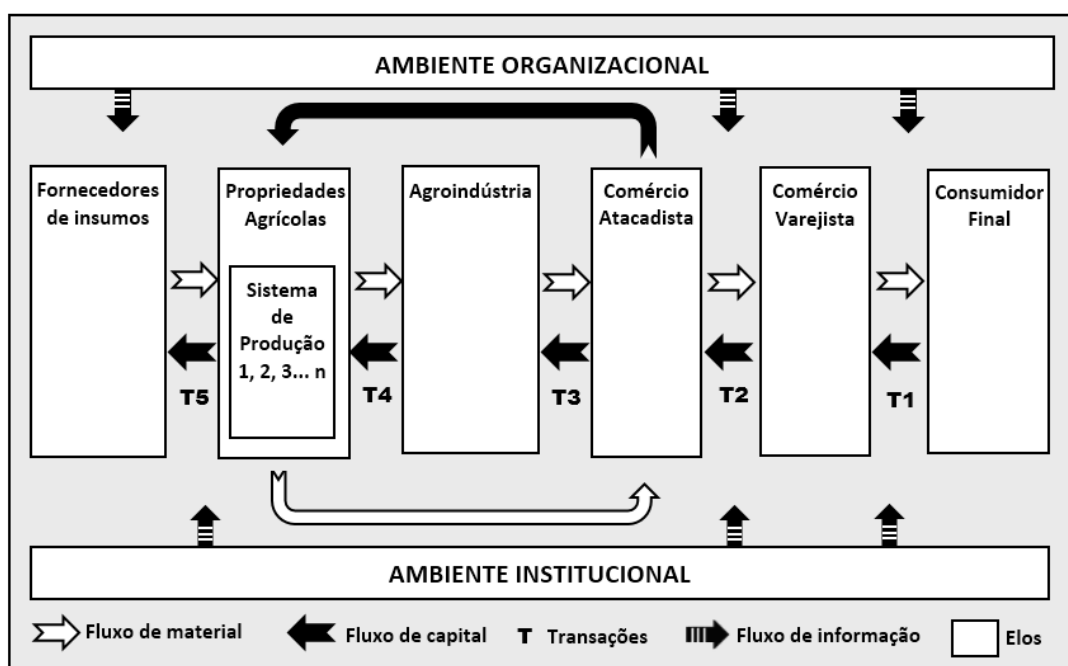 AMBIENTE ORGANIZACIONAL
Fornecedores
de insumos
Propriedades
Agrícolas
Sistema
de
Produção
1, 2, 3... n
Agroindústria
Comércio
Atacadista
Comércio
Varejista
Consumidor
Final
T5
T4
T3
T2
T1
AMBIENTE INSTITUCIONAL
Fluxo de material
Fluxo de capital
T Transações
Fluxo de informação
Elos